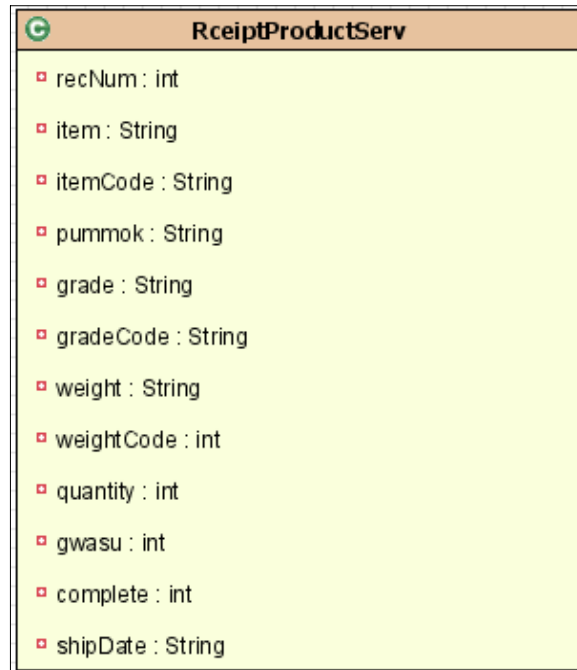 C RceiptProductServ
recNum : int
item : String
itemCode : String
pummok : String
grade : String
gradeCode : String
weight : String
weightCode : int
quantity : int
gwasu : int
complete : int
shipDate : String